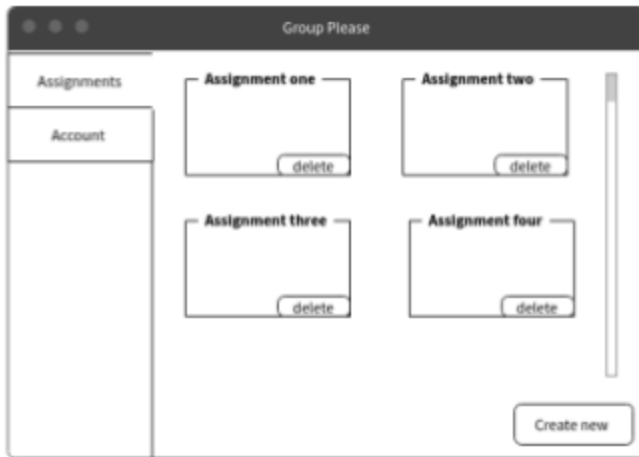 Group Please
Assignments
Account
Assignment one
Assignment two
delete
delete
Assignment three
Assignment four
delete
delete
Create new